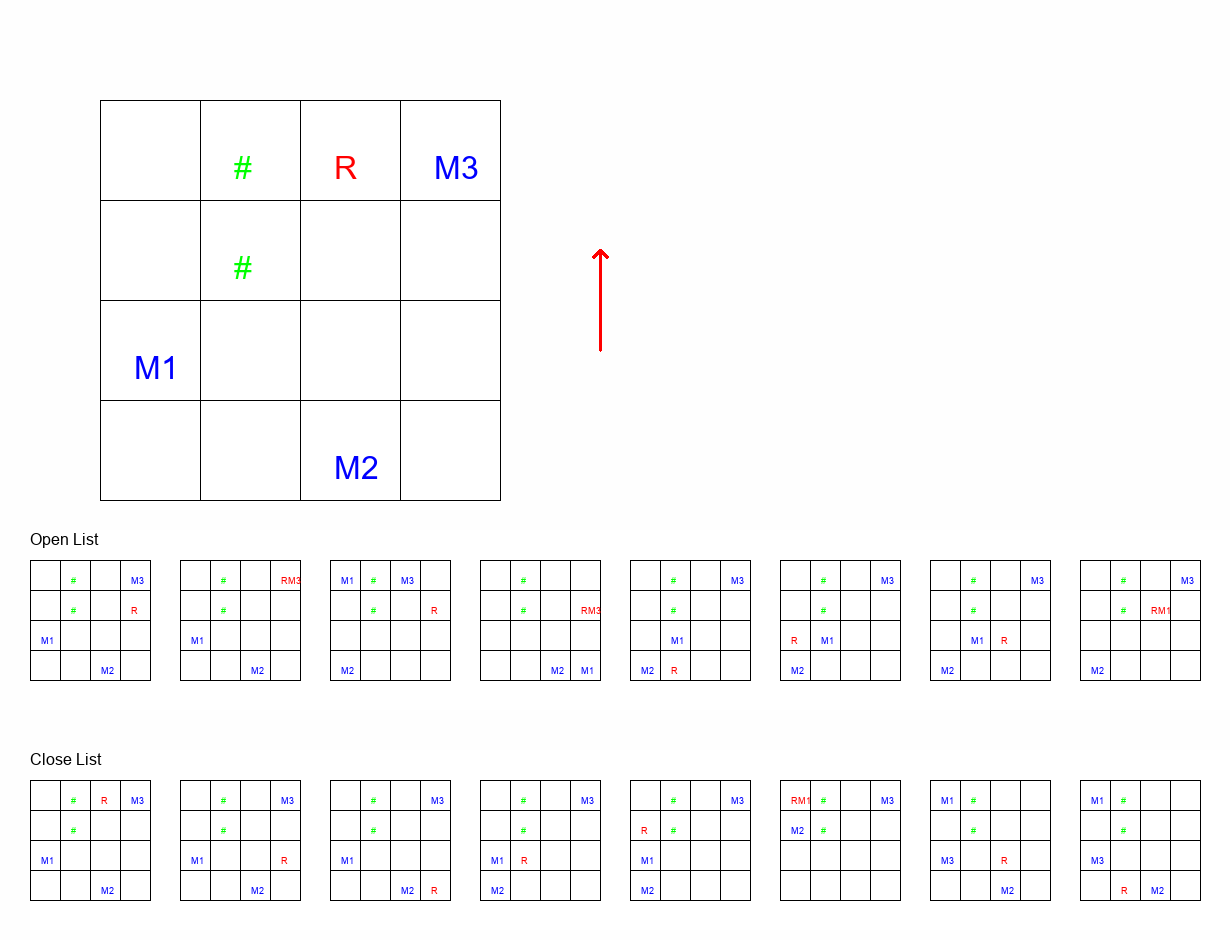 # R M3
#
M1
M2
Open List
# M3 # RM3 M1 # M3 # # M3 # M3 # M3 # M3
# R # # R # RM3 # # # # RM1
M1 M1 M1 R M1 M1 R
M2 M2 M2 M2 M1 M2 R M2 M2 M2
Close List
# R M3 # M3 # M3 # M3 # M3 RM1 # M3 M1 # M1 #
# # # # R # M2 # # #
M1 M1 R M1 M1 R M1 M3 R M3
M2 M2 M2 R M2 M2 M2 R M2